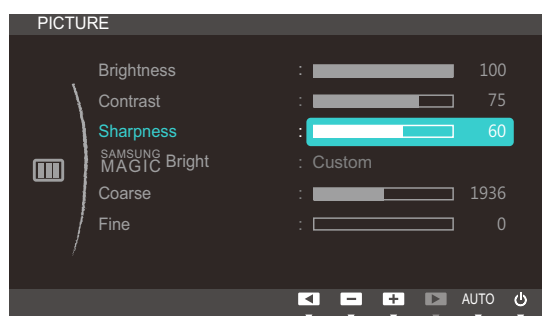 PICTURE
Brightness : 100
Contrast : 75
Sharpness : 60
SAMSUNG MAGIC Bright : Custom
Coarse : 1936
Fine : 0
AUTO